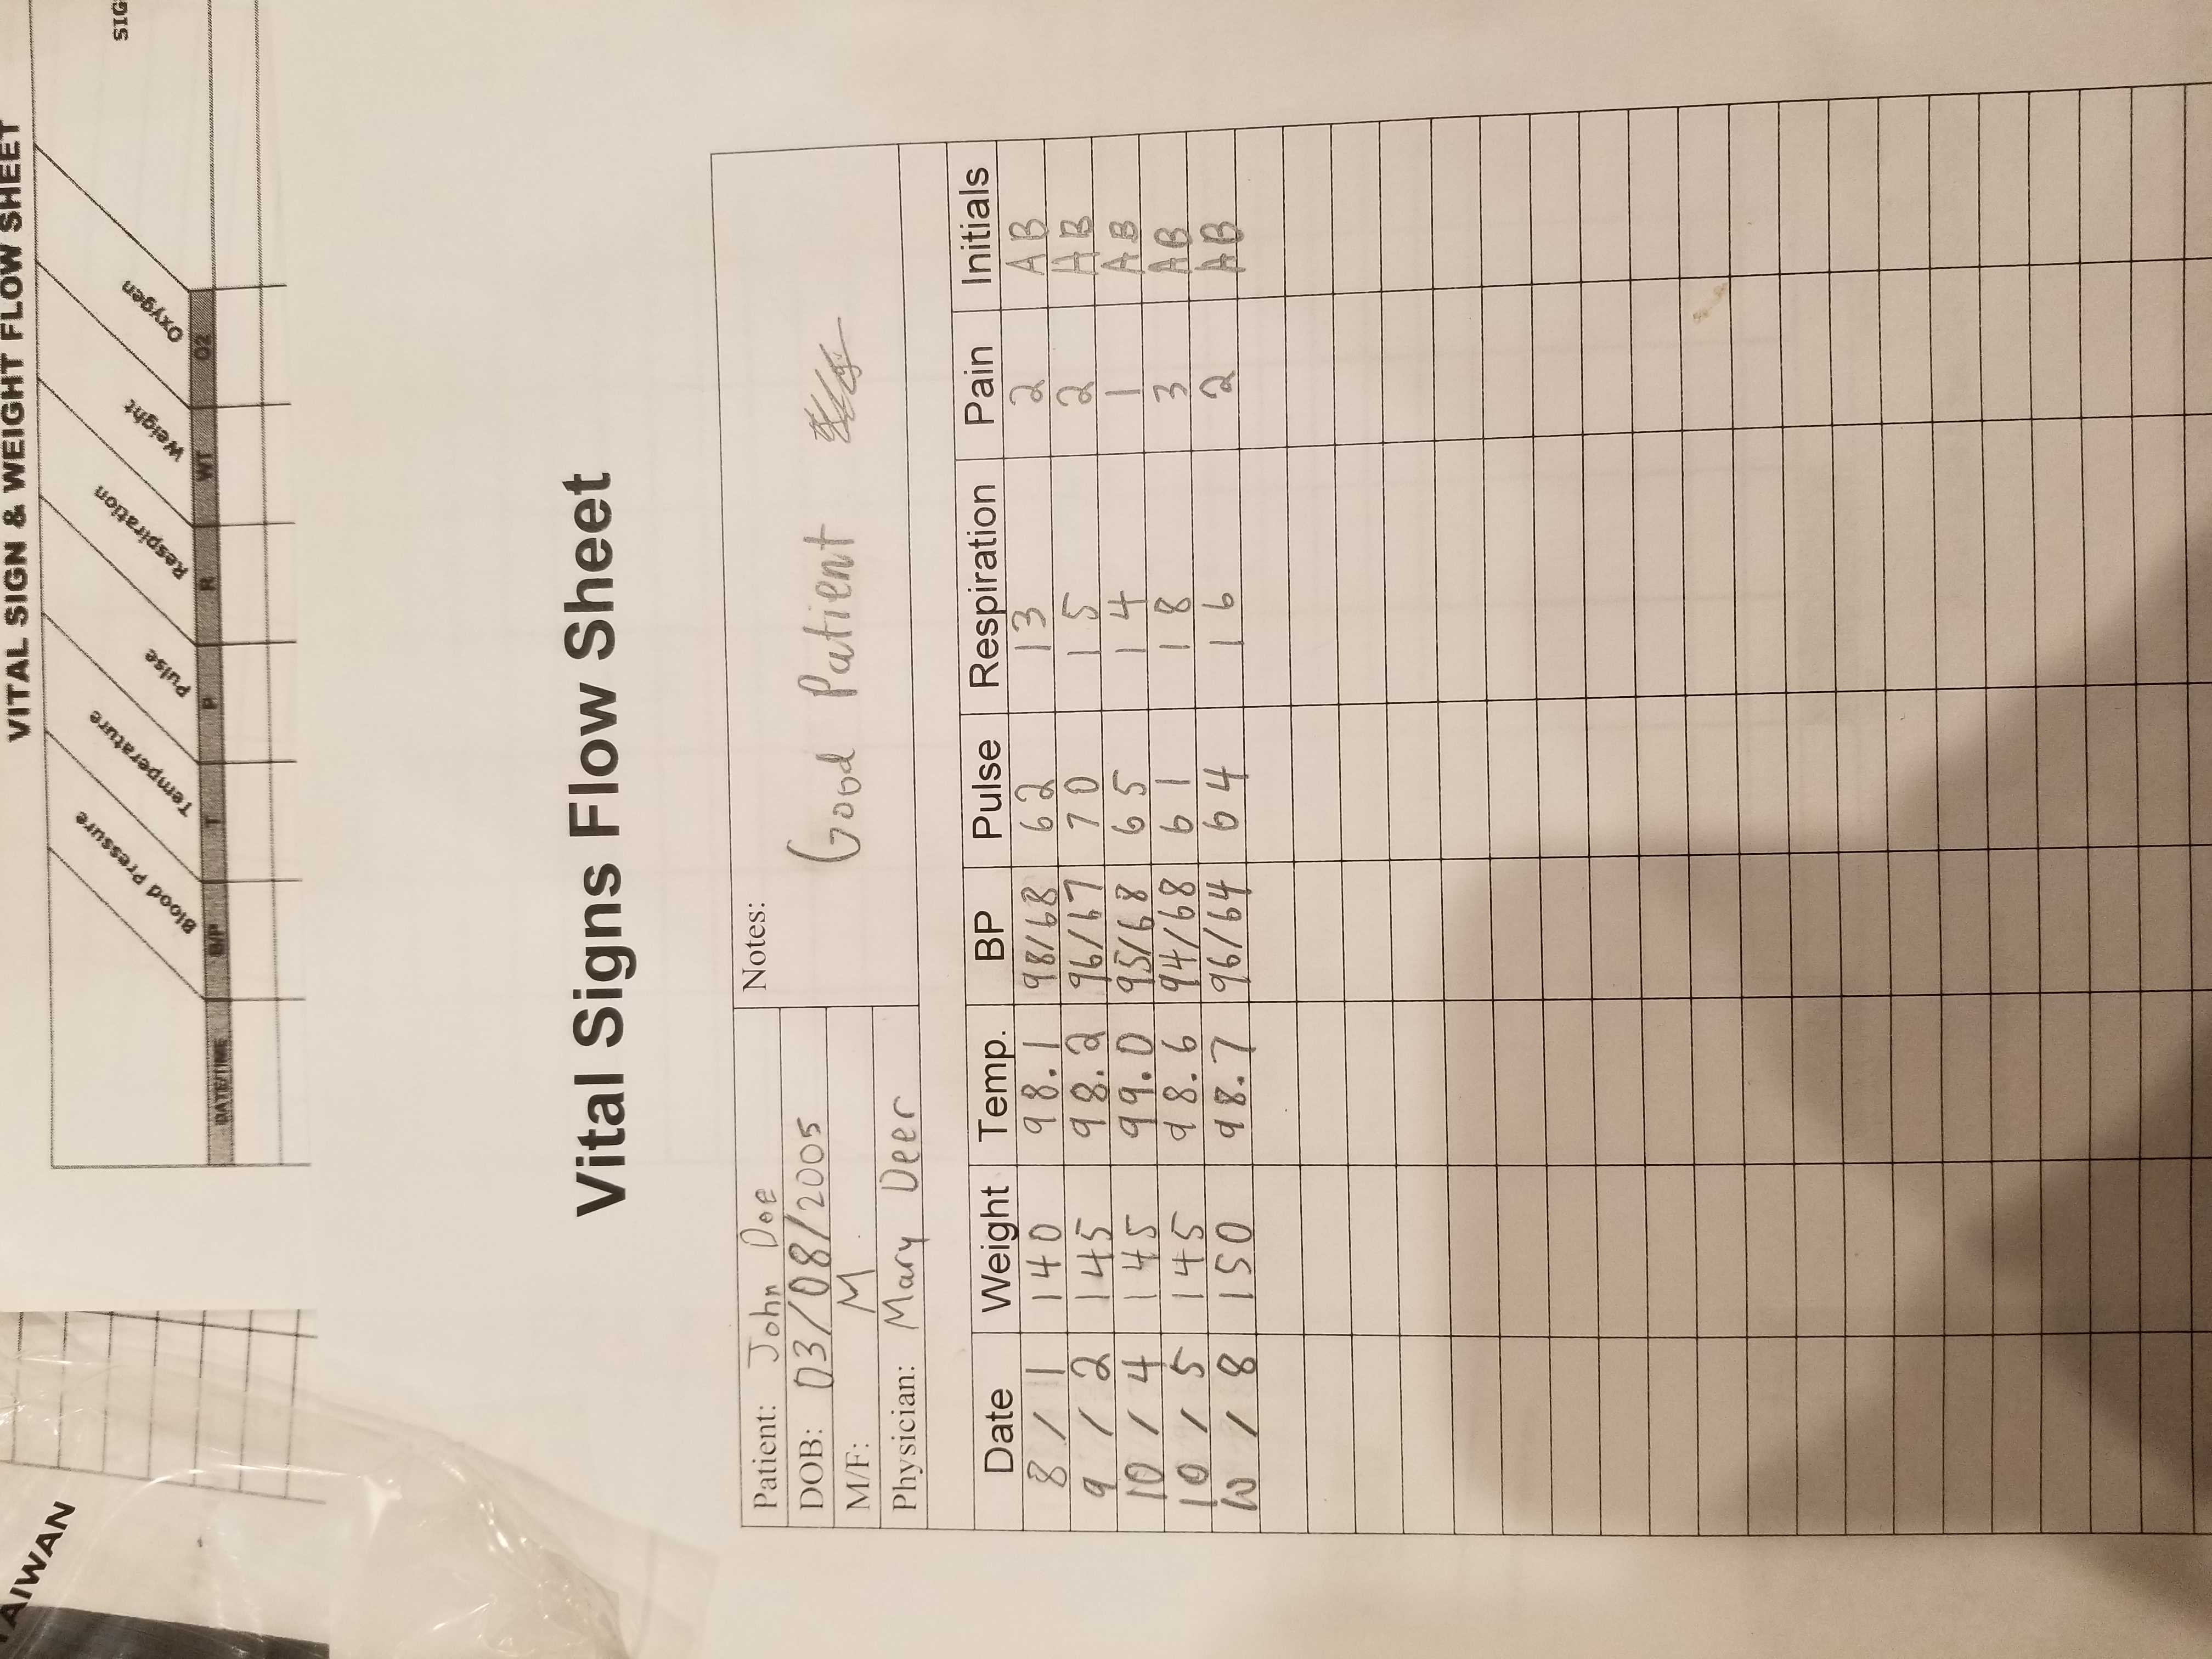 TAIWAN
VITAL SIGN & WEIGHT FLOW SHEET
Blood Pressure Temperature Pulse Respiration Weight Oxygen
DATE/TIME B/P T P R WT O2
Vital Signs Flow Sheet
Patient: John Doe
DOB: 03/08/2005
M/F: M
Physician: Mary Deer
Notes:
Good Patient
Date Weight Temp. BP Pulse Respiration Pain Initials
8 / 1 140 98.1 98/68 62 13 2 AB
9 / 2 145 98.2 96/67 70 15 2 AB
10 / 4 145 99.0 95/68 65 14 1 AB
10 / 5 145 98.6 94/68 61 18 3 AB
10 / 8 150 98.7 96/64 64 16 2 AB